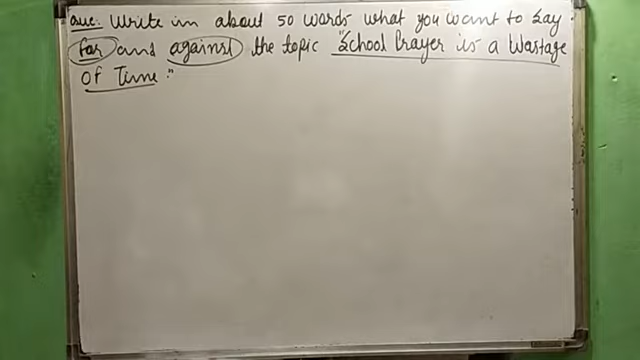 Que. Write in about 50 words what you want to say
for and against the topic "School Prayer is a Wastage
of Time".